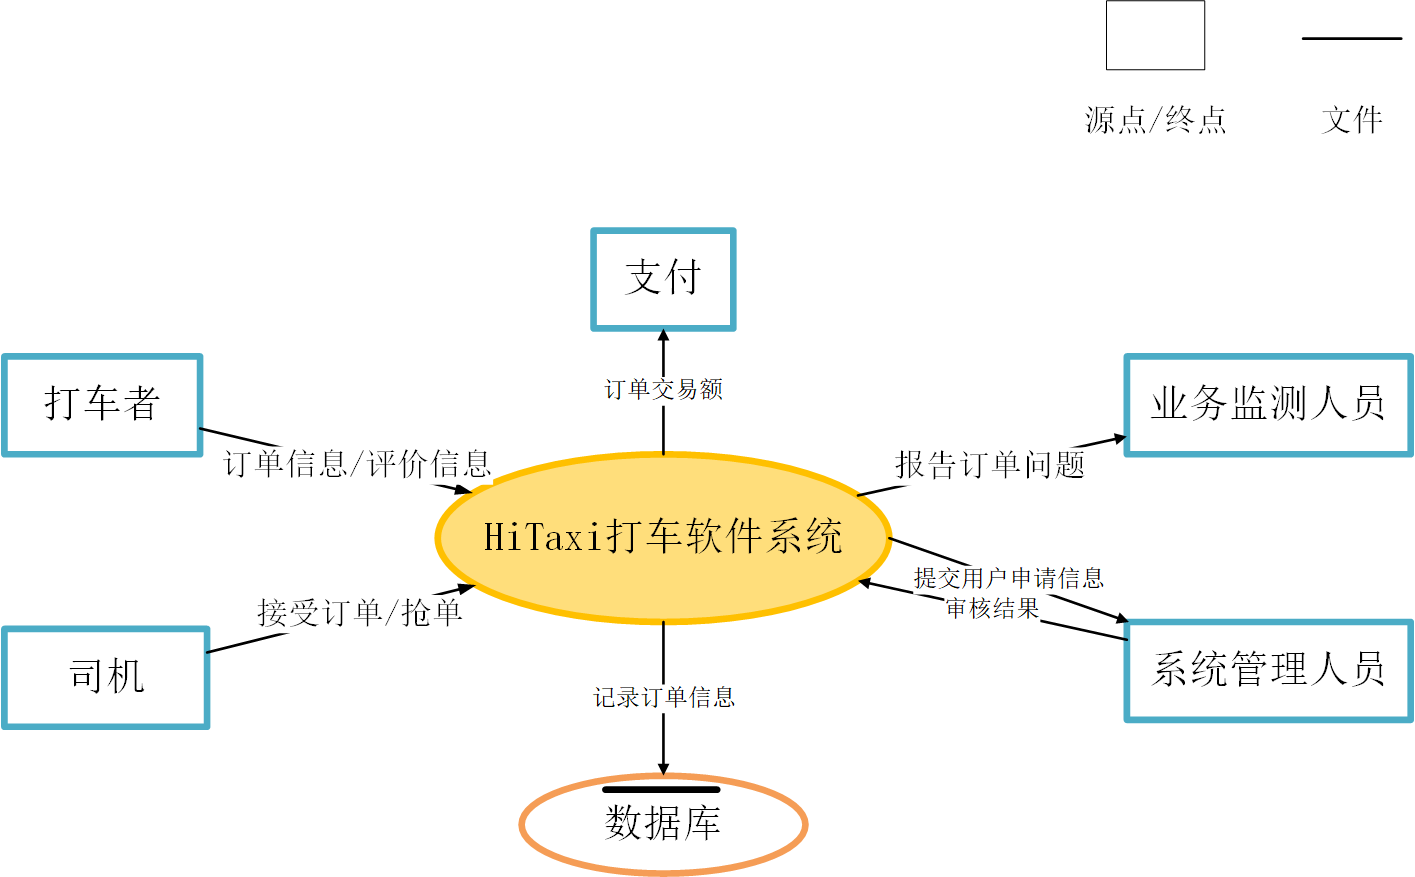 源点/终点
文件
支付
打车者
订单交易额
业务监测人员
订单信息/评价信息
报告订单问题
HiTaxi打车软件系统
提交用户申请信息
审核结果
接受订单/抢单
司机
系统管理人员
记录订单信息
数据库